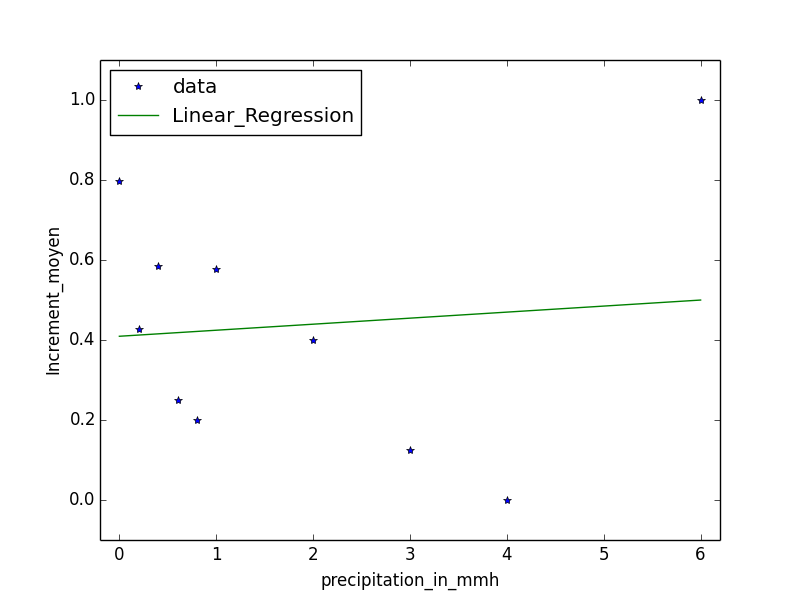 data
Linear_Regression
1.0
0.8
0.6
0.4
0.2
0.0
Increment_moyen
0 1 2 3 4 5 6
precipitation_in_mmh